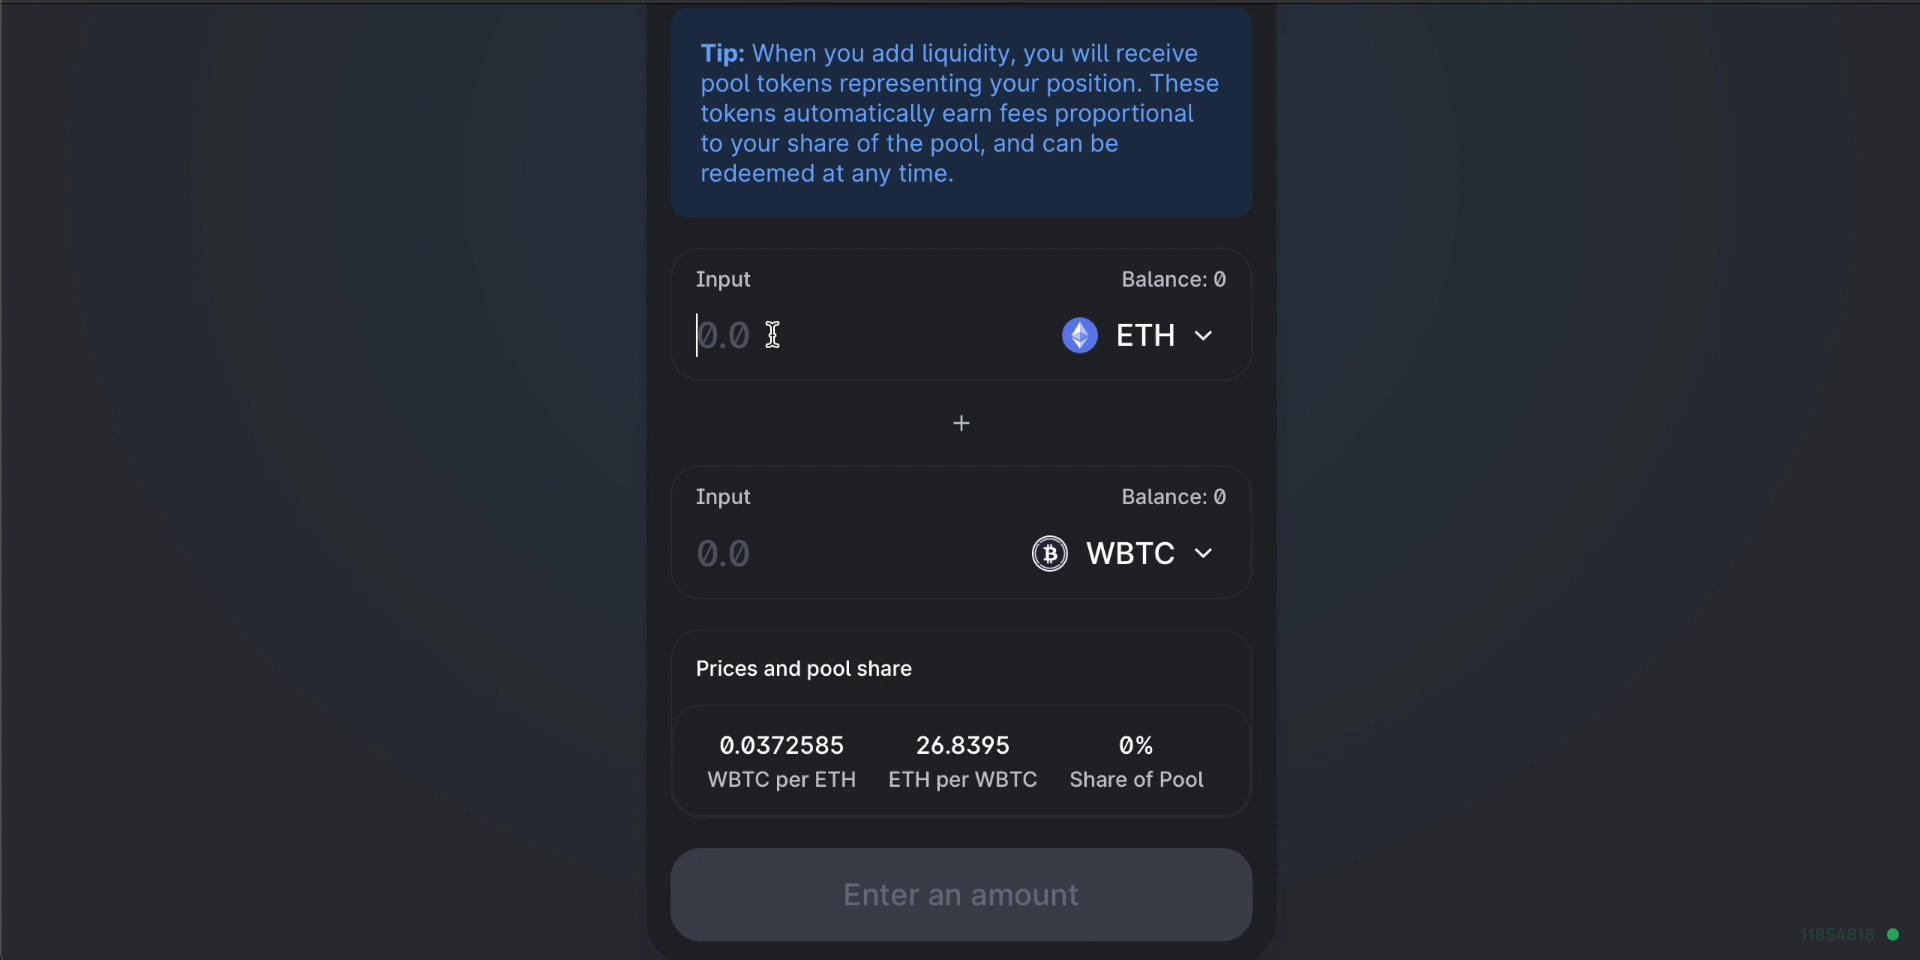 Tip: When you add liquidity, you will receive
pool tokens representing your position. These
tokens automatically earn fees proportional
to your share of the pool, and can be
redeemed at any time.
Input Balance: 0
0.0 ETH
+
Input Balance: 0
0.0 WBTC
Prices and pool share
0.0372585 26.8395 0%
WBTC per ETH ETH per WBTC Share of Pool
Enter an amount
11854818